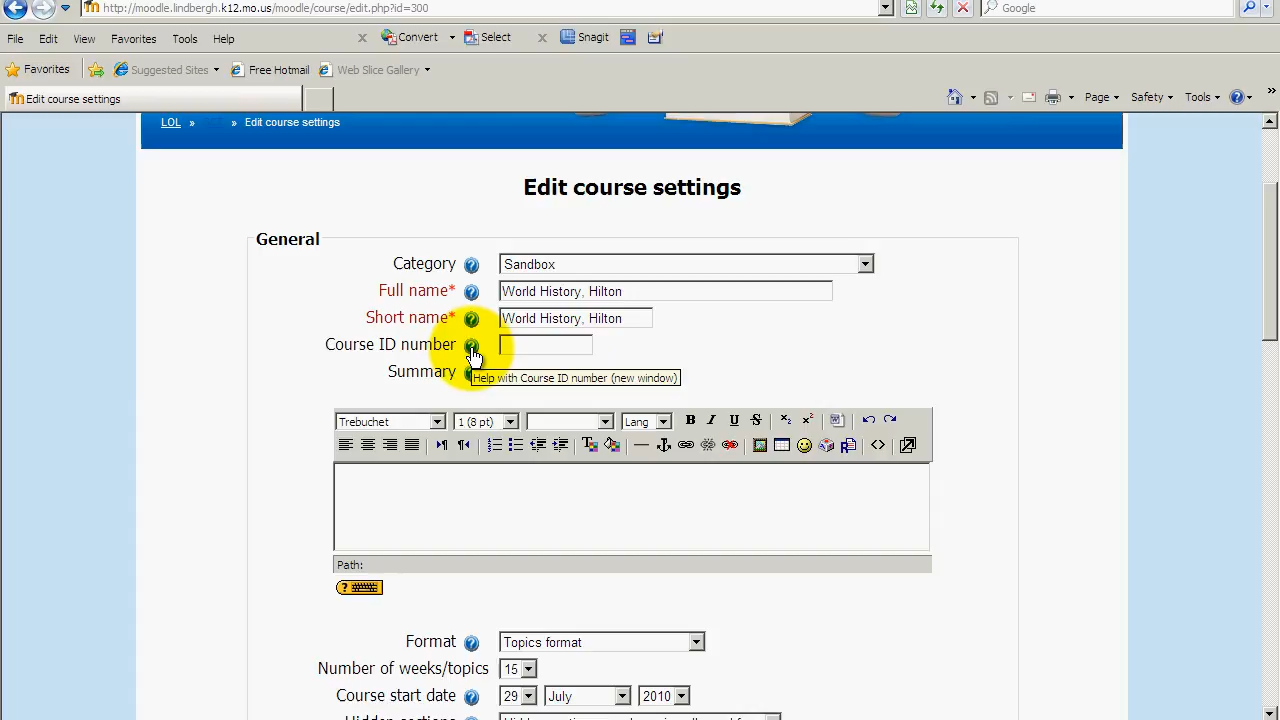 http://moodle.lindbergh.k12.mo.us/moodle/course/edit.php?id=300
Google
File Edit View Favorites Tools Help
Convert Select Snagit
Favorites Suggested Sites Free Hotmail Web Slice Gallery
Edit course settings
Page Safety Tools
LOL » » Edit course settings
Edit course settings
General
Category Sandbox
Full name* World History, Hilton
Short name* World History, Hilton
Course ID number
Summary
Help with Course ID number (new window)
Trebuchet 1 (8 pt) Lang B I U S
Path:
Format Topics format
Number of weeks/topics 15
Course start date 29 July 2010